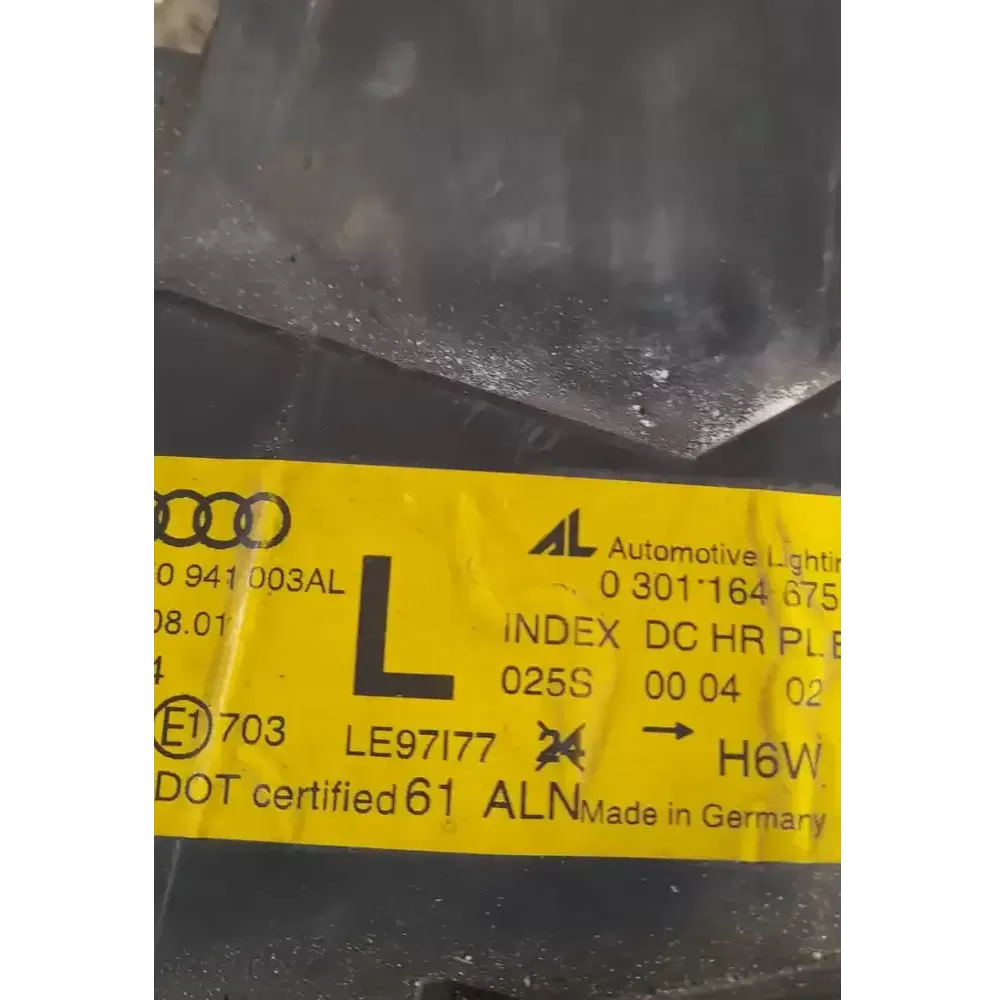 AL Automotive Lightin
0 941 003AL L 0 301 164 675
08.01 INDEX DC HR PL E
4 025S 00 04 02
E1 703 LE97I77 24 → H6W
DOT certified 61 ALN Made in Germany